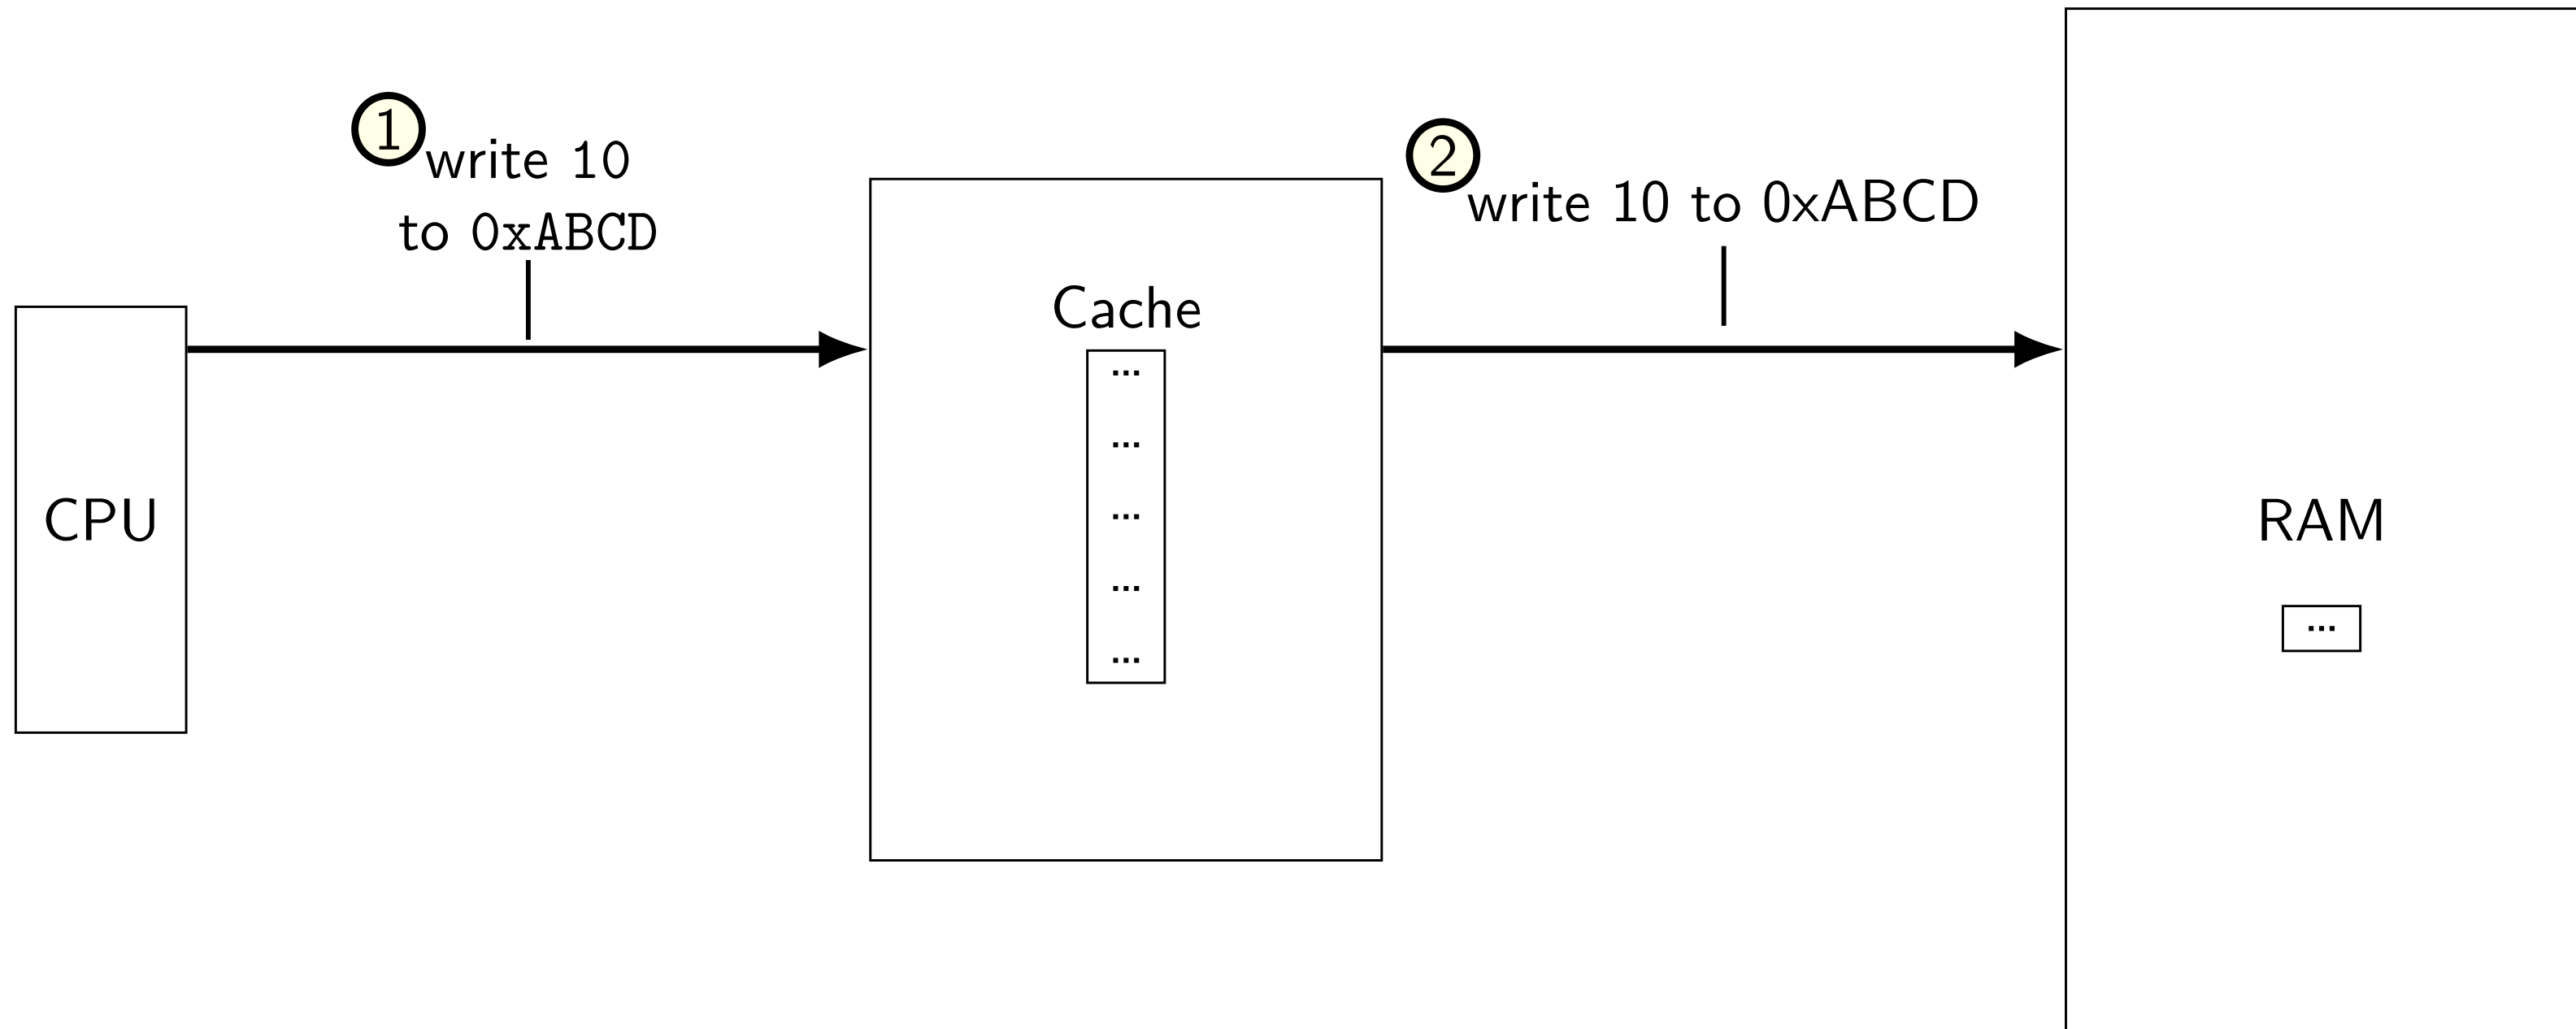 1
write 10
to 0xABCD
2
write 10 to 0xABCD
Cache
...
...
...
...
...
CPU
RAM
...